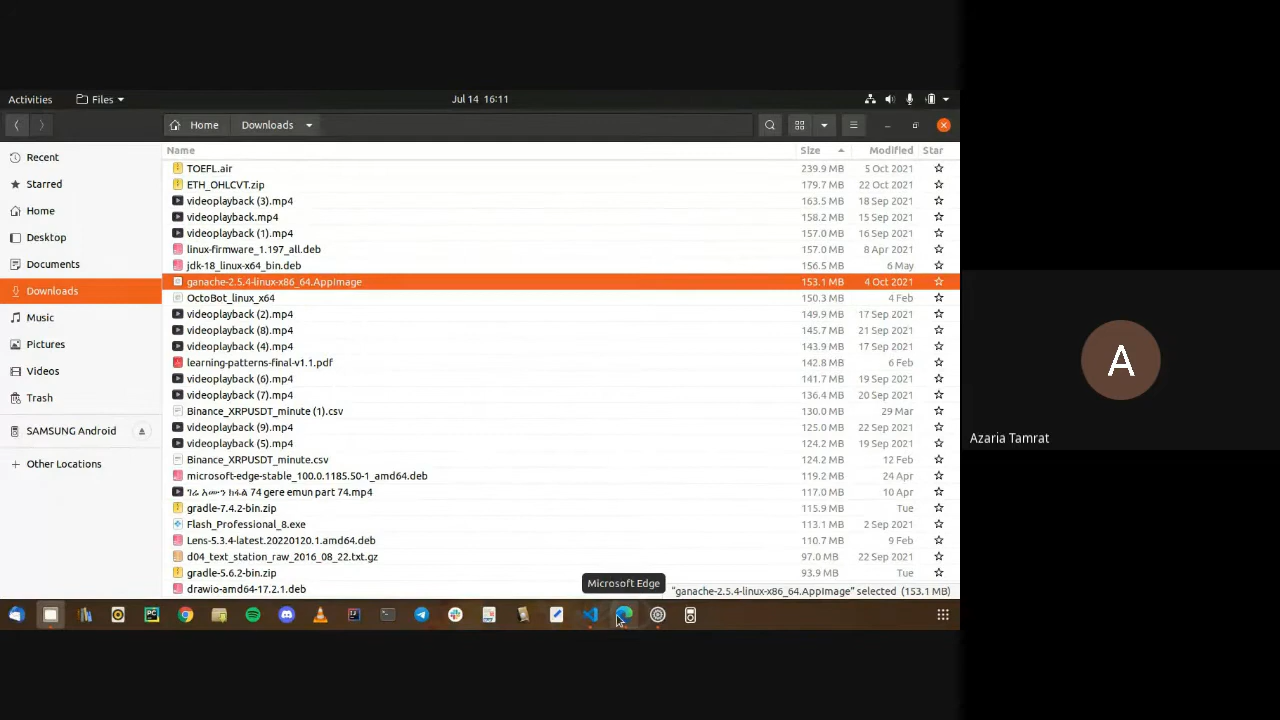 Activities Files Jul 14 16:11
Home Downloads
Name Size Modified Star
Recent
Starred
Home
Desktop
Documents
Downloads
Music
Pictures
Videos
Trash
SAMSUNG Android
Other Locations
TOEFL.air 239.9 MB 5 Oct 2021
ETH_OHLCVT.zip 179.7 MB 22 Oct 2021
videoplayback (3).mp4 163.5 MB 18 Sep 2021
videoplayback.mp4 158.2 MB 15 Sep 2021
videoplayback (1).mp4 157.0 MB 16 Sep 2021
linux-firmware_1.197_all.deb 157.0 MB 8 Apr 2021
jdk-18_linux-x64_bin.deb 156.5 MB 6 May
ganache-2.5.4-linux-x86_64.AppImage 153.1 MB 4 Oct 2021
OctoBot_linux_x64 150.3 MB 4 Feb
videoplayback (2).mp4 149.9 MB 17 Sep 2021
videoplayback (8).mp4 145.7 MB 21 Sep 2021
videoplayback (4).mp4 143.9 MB 17 Sep 2021
learning-patterns-final-v1.1.pdf 142.8 MB 6 Feb
videoplayback (6).mp4 141.7 MB 19 Sep 2021
videoplayback (7).mp4 136.4 MB 20 Sep 2021
Binance_XRPUSDT_minute (1).csv 130.0 MB 29 Mar
videoplayback (9).mp4 125.0 MB 22 Sep 2021
videoplayback (5).mp4 124.2 MB 19 Sep 2021
Binance_XRPUSDT_minute.csv 124.2 MB 12 Feb
microsoft-edge-stable_100.0.1185.50-1_amd64.deb 119.2 MB 24 Apr
ገሬ እሙን ክፋል 74 gere emun part 74.mp4 117.0 MB 10 Apr
gradle-7.4.2-bin.zip 115.9 MB Tue
Flash_Professional_8.exe 113.1 MB 2 Sep 2021
Lens-5.3.4-latest.20220120.1.amd64.deb 110.7 MB 9 Feb
d04_text_station_raw_2016_08_22.txt.gz 97.0 MB 22 Sep 2021
gradle-5.6.2-bin.zip 93.9 MB Tue
drawio-amd64-17.2.1.deb
Microsoft Edge
"ganache-2.5.4-linux-x86_64.AppImage" selected (153.1 MB)
A
Azaria Tamrat